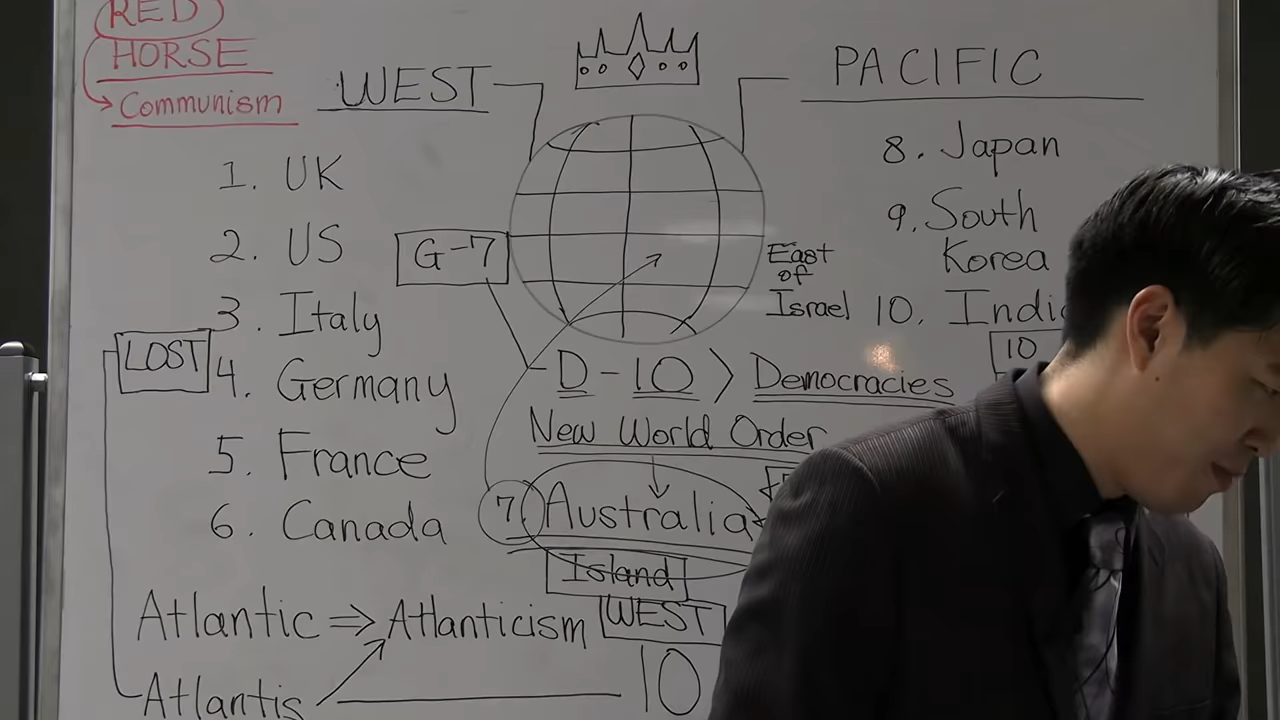 RED
HORSE
Communism
WEST
PACIFIC
1. UK
2. US
3. Italy
4. Germany
5. France
6. Canada
LOST
G-7
8. Japan
9. South
Korea
East
of
Israel
10. Indi
10
D-10 > Democracies
New World Order
7 Australia
Island
WEST
Atlantic ⇒ Atlanticism
Atlantis
10